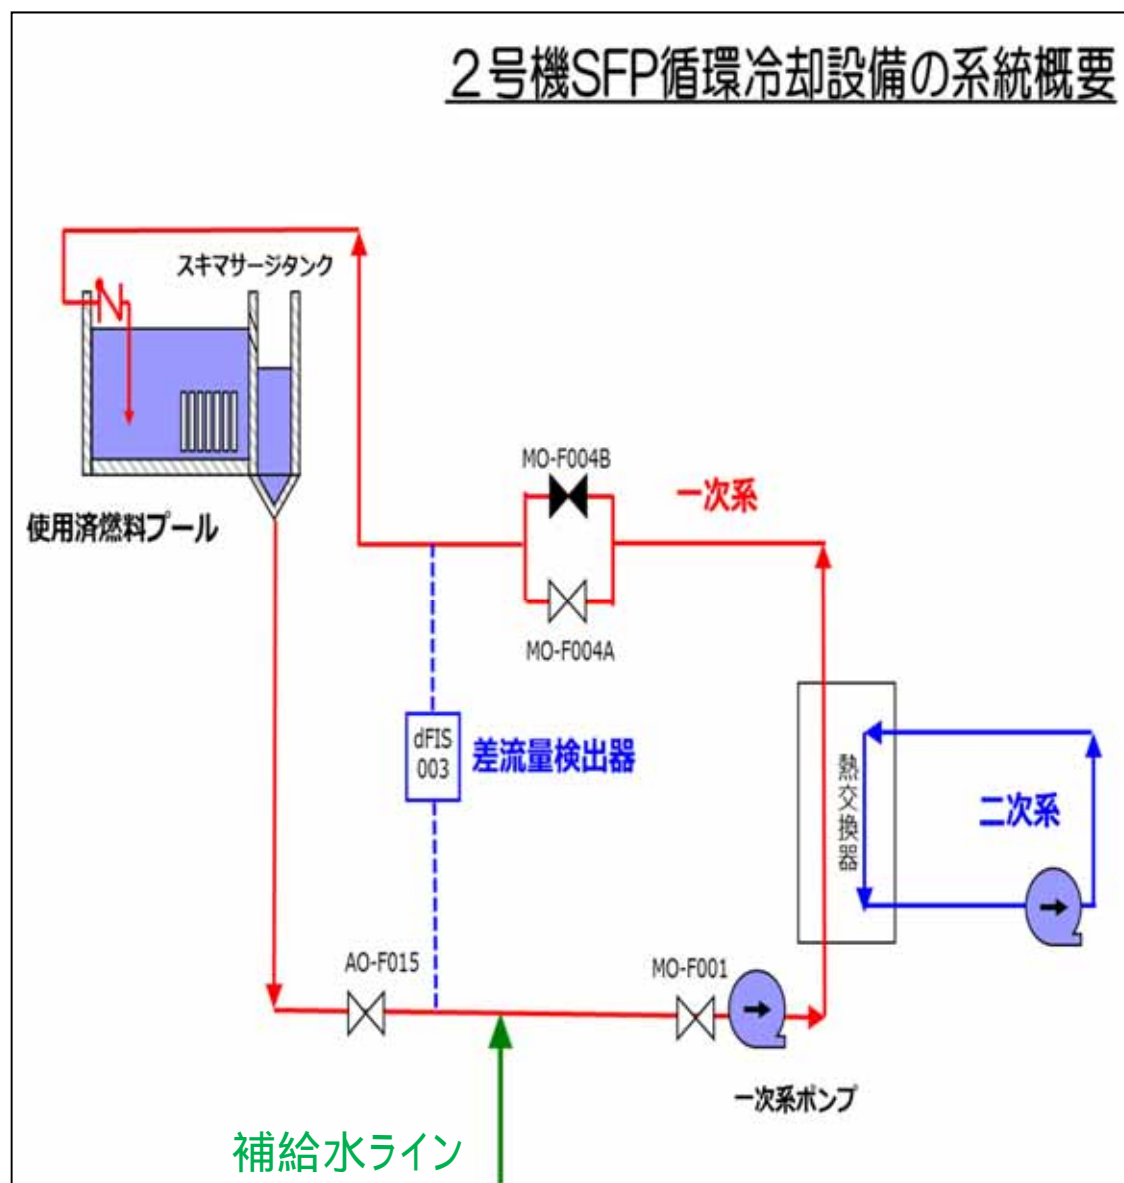 ２号機SFP循環冷却設備の系統概要
スキマサージタンク
使用済燃料プール
MO-F004B
一次系
MO-F004A
dFIS
003
差流量検出器
熱交換器
二次系
AO-F015
MO-F001
一次系ポンプ
補給水ライン